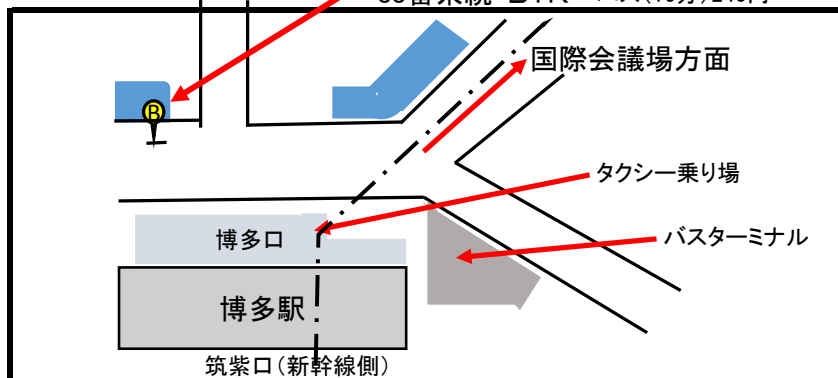 国際会議場方面
B
タクシー乗り場
博多口
バスターミナル
博多駅
筑紫口(新幹線側)